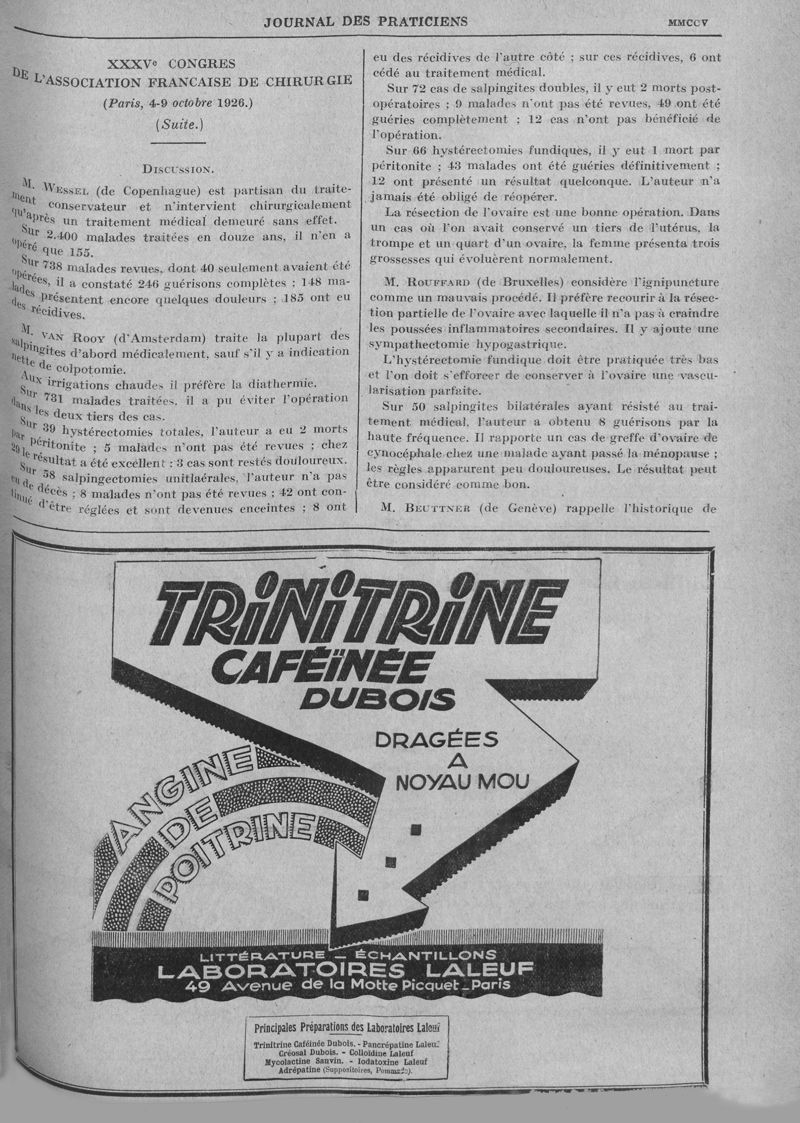 JOURNAL DES PRATICIENS
MMCCV
XXXVe CONGRES
DE L'ASSOCIATION FRANCAISE DE CHIRURGIE
(Paris, 4-9 octobre 1926.)
(Suite.)
DISCUSSION.
M. WESSEL (de Copenhague) est partisan du traite-
ment conservateur et n'intervient chirurgicalement
qu'après un traitement médical demeuré sans effet.
Sur 2.400 malades traitées en douze ans, il n'en a
opéré que 155.
Sur 738 malades revues, dont 40 seulement avaient été
opérées, il a constaté 246 guérisons complètes ; 148 ma-
lades présentent encore quelques douleurs ; 185 ont eu
des récidives.
M. VAN ROOY (d'Amsterdam) traite la plupart des
salpingites d'abord médicalement, sauf s'il y a indication
nette de colpotomie.
Aux irrigations chaudes il préfère la diathermie.
Sur 731 malades traitées, il a pu éviter l'opération
dans les deux tiers des cas.
Sur 39 hystérectomies totales, l'auteur a eu 2 morts
par péritonite ; 5 malades n'ont pas été revues ; chez
29 le résultat a été excellent : 3 cas sont restés douloureux.
Sur 58 salpingectomies unitlaérales, l'auteur n'a pas
eu de décès ; 8 malades n'ont pas été revues ; 42 ont con-
tinué d'être réglées et sont devenues enceintes ; 8 ont
eu des récidives de l'autre côté ; sur ces récidives, 6 ont
cédé au traitement médical.
Sur 72 cas de salpingites doubles, il y eut 2 morts post-
opératoires ; 9 malades n'ont pas été revues, 49 ont été
guéries complètement ; 12 cas n'ont pas bénéficié de
l'opération.
Sur 66 hystérectomies fundiques, il y eut 1 mort par
péritonite ; 43 malades ont été guéries définitivement ;
12 ont présenté un résultat quelconque. L'auteur n'a
jamais été obligé de réopérer.
La résection de l'ovaire est une bonne opération. Dans
un cas où l'on avait conservé un tiers de l'utérus, la
trompe et un quart d'un ovaire, la femme présenta trois
grossesses qui évoluèrent normalement.
M. ROUFFARD (de Bruxelles) considère l'ignipuncture
comme un mauvais procédé. Il préfère recourir à la résec-
tion partielle de l'ovaire avec laquelle il n'a pas à craindre
les poussées inflammatoires secondaires. Il y ajoute une
sympathectomie hypogastrique.
L'hystérectomie fundique doit être pratiquée très bas
et l'on doit s'efforcer de conserver à l'ovaire une vascu-
larisation parfaite.
Sur 50 salpingites bilatérales ayant résisté au trai-
tement médical, l'auteur a obtenu 8 guérisons par la
haute fréquence. Il rapporte un cas de greffe d'ovaire de
cynocéphale chez une malade ayant passé la ménopause ;
les règles apparurent peu douloureuses. Le résultat peut
être considéré comme bon.
M. BEUTTNER (de Genève) rappelle l'historique de
TRINITRINE
CAFÉÏNÉE
DUBOIS
DRAGÉES
A
NOYAU MOU
ANGINE
DE
POITRINE
LITTÉRATURE _ ÉCHANTILLONS
LABORATOIRES LALEUF
49 Avenue de la Motte Picquet_Paris
Principales Préparations des Laboratoires Laleuf
Trinitrine Caféinée Dubois. - Pancrépatine Laleuf
Créosal Dubois. - Colloïdine Laleuf
Mycolactine Sanvin. - Iodatoxine Laleuf
Adrépatine (Suppositoires, Pommade).